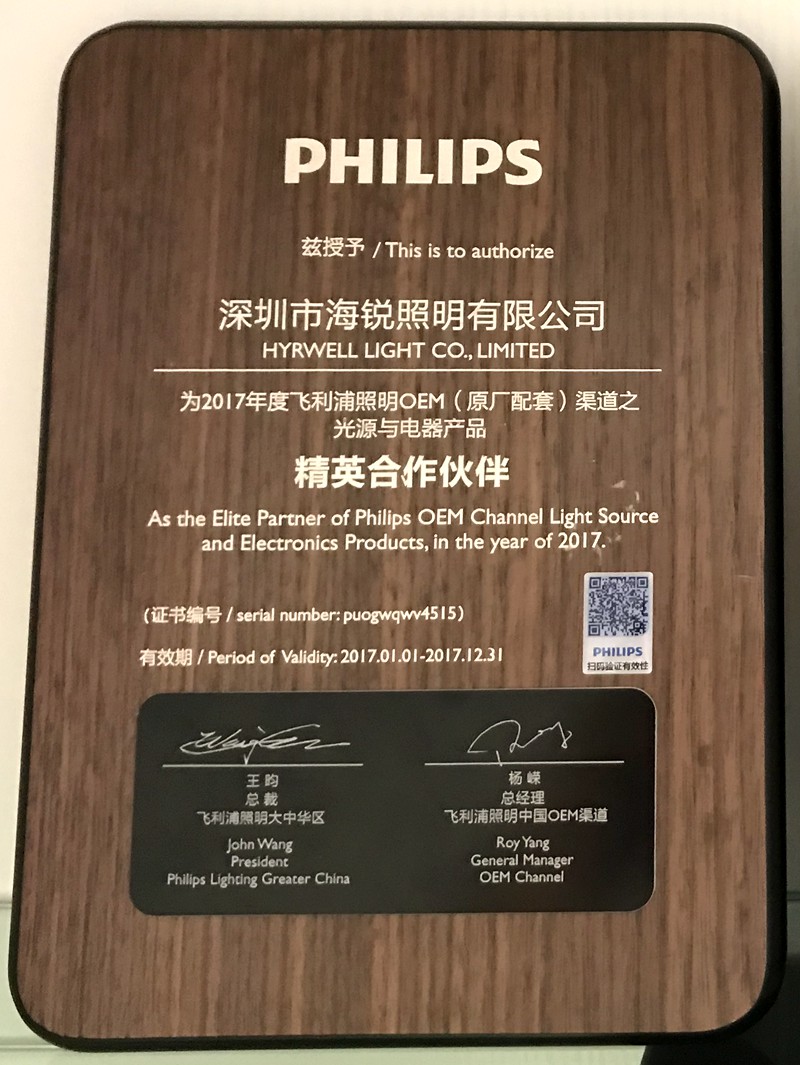 PHILIPS
兹授予 / This is to authorize
深圳市海锐照明有限公司
HYRWELL LIGHT CO., LIMITED
为2017年度飞利浦照明OEM（原厂配套）渠道之
光源与电器产品
精英合作伙伴
As the Elite Partner of Philips OEM Channel Light Source
and Electronics Products, in the year of 2017.
（证书编号 / serial number: puogwqwv4515）
有效期 / Period of Validity: 2017.01.01-2017.12.31
PHILIPS
扫码验证有效性
王 昀
总 裁
飞利浦照明大中华区
John Wang
President
Philips Lighting Greater China
杨 嵘
总经理
飞利浦照明中国OEM渠道
Roy Yang
General Manager
OEM Channel